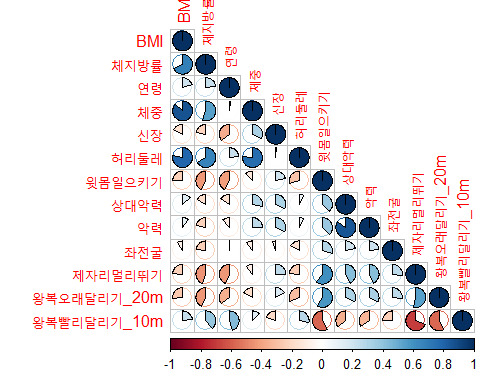 BMI
체지방률
연령
체중
신장
허리둘레
윗몸일으키기
상대악력
악력
좌전굴
제자리멀리뛰기
왕복오래달리기_20m
왕복빨리달리기_10m
BMI
체지방률
연령
체중
신장
허리둘레
윗몸일으키기
상대악력
악력
좌전굴
제자리멀리뛰기
왕복오래달리기_20m
왕복빨리달리기_10m
-1 -0.8 -0.6 -0.4 -0.2 0 0.2 0.4 0.6 0.8 1